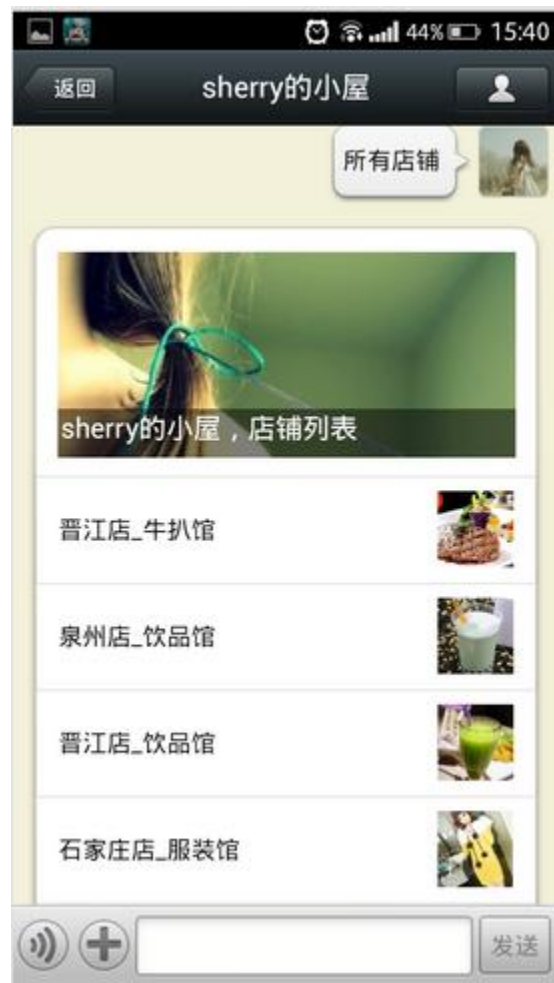 44% 15:40
返回 sherry的小屋
所有店铺
sherry的小屋，店铺列表
晋江店_牛扒馆
泉州店_饮品馆
晋江店_饮品馆
石家庄店_服装馆
发送